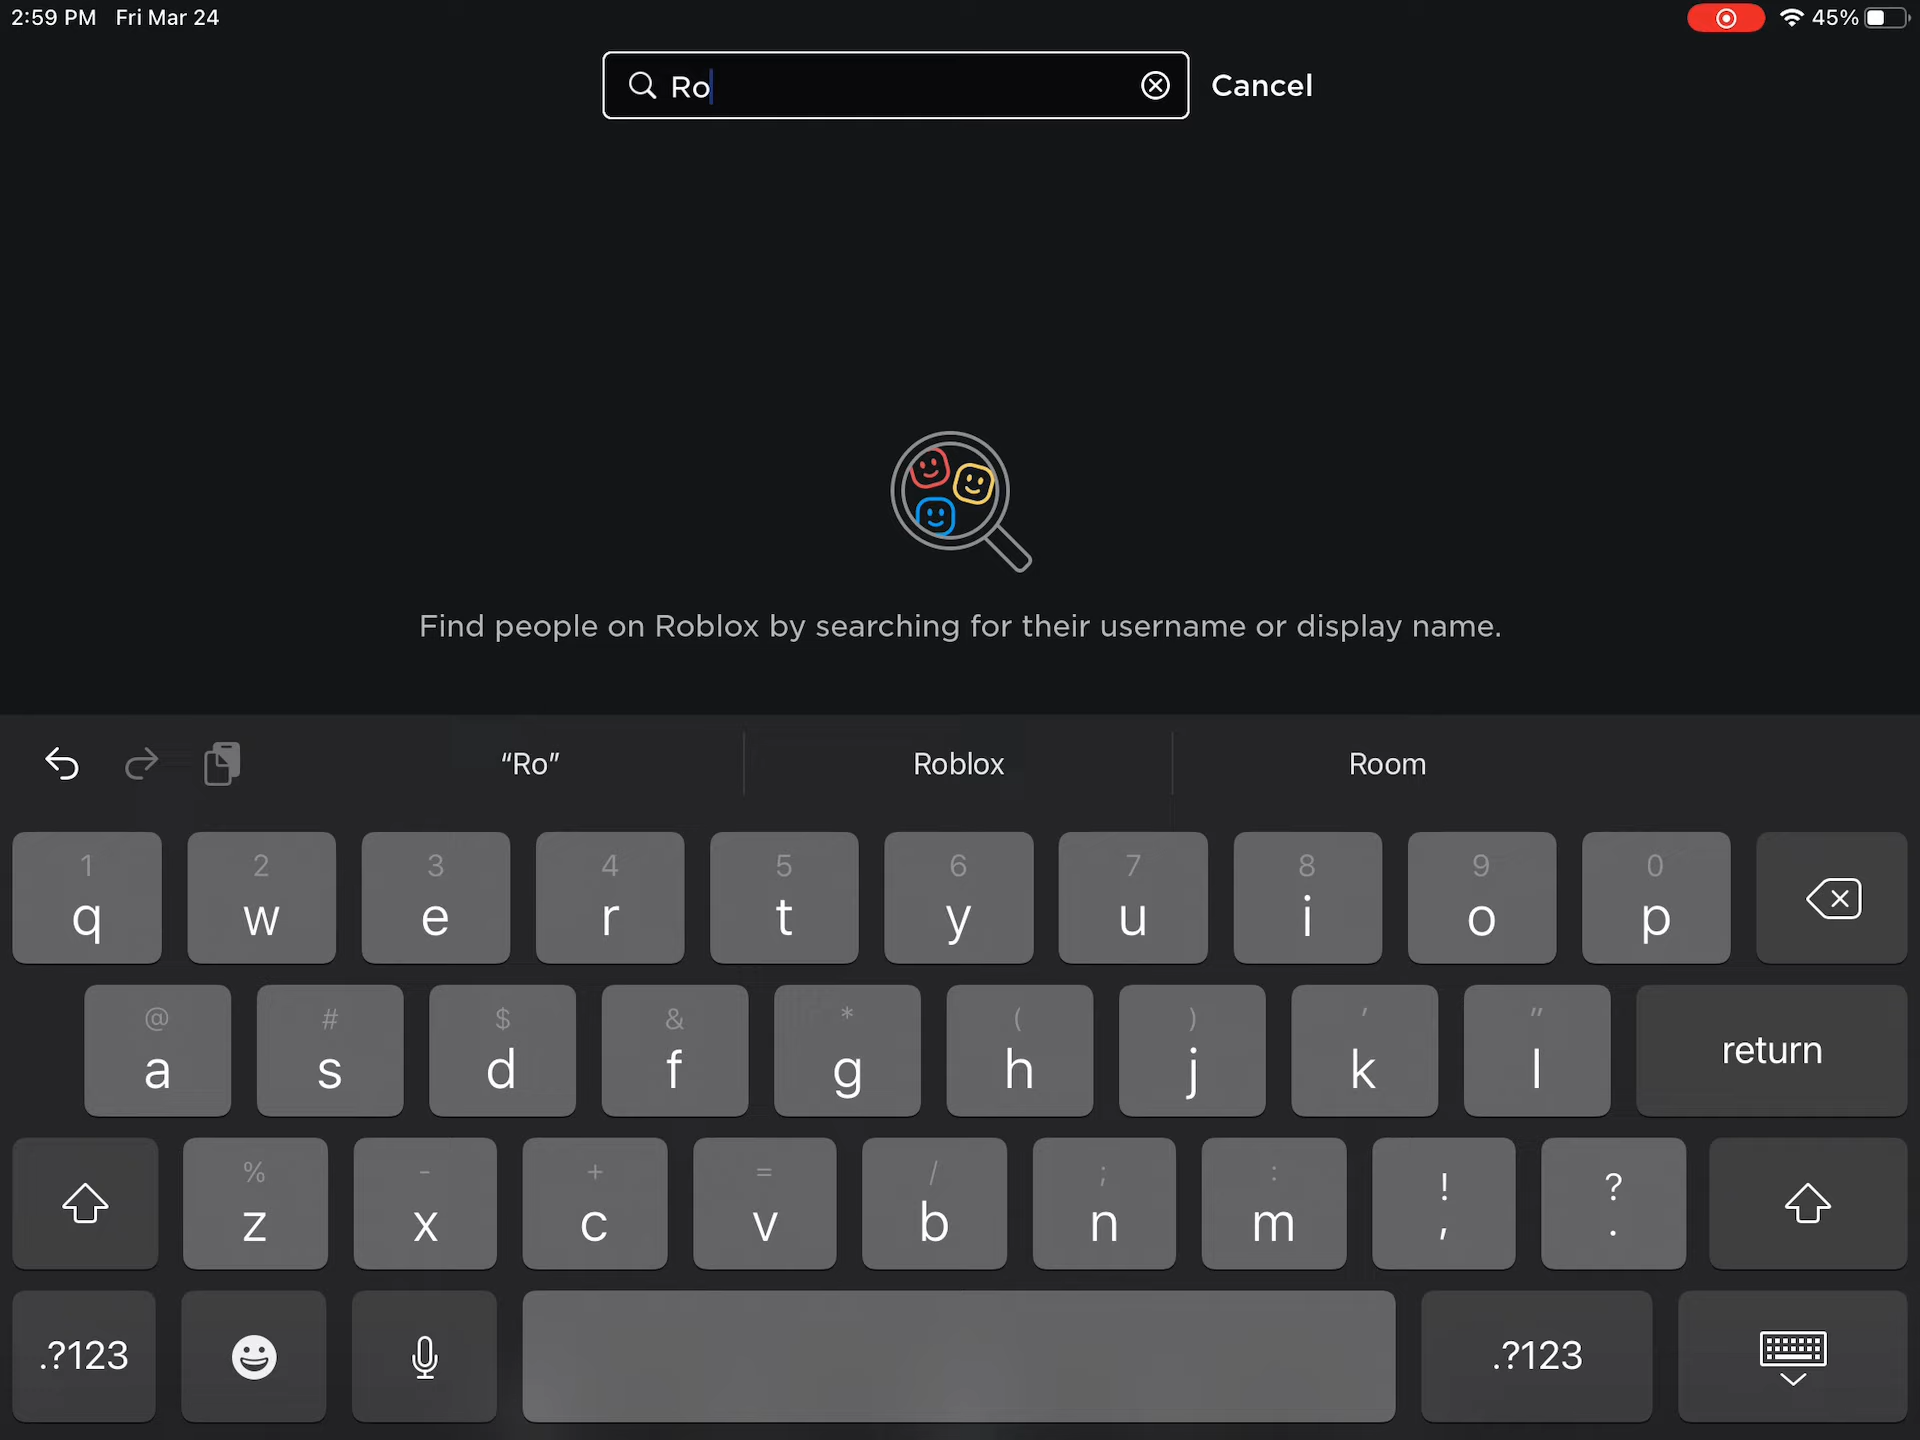 2:59 PM Fri Mar 24 45%
Ro Cancel
Find people on Roblox by searching for their username or display name.
“Ro” Roblox Room
1 2 3 4 5 6 7 8 9 0
q w e r t y u i o p
@ # $ & * ( ) ' "
a s d f g h j k l return
% - + = / ; : ! ?
z x c v b n m , .
.?123 .?123